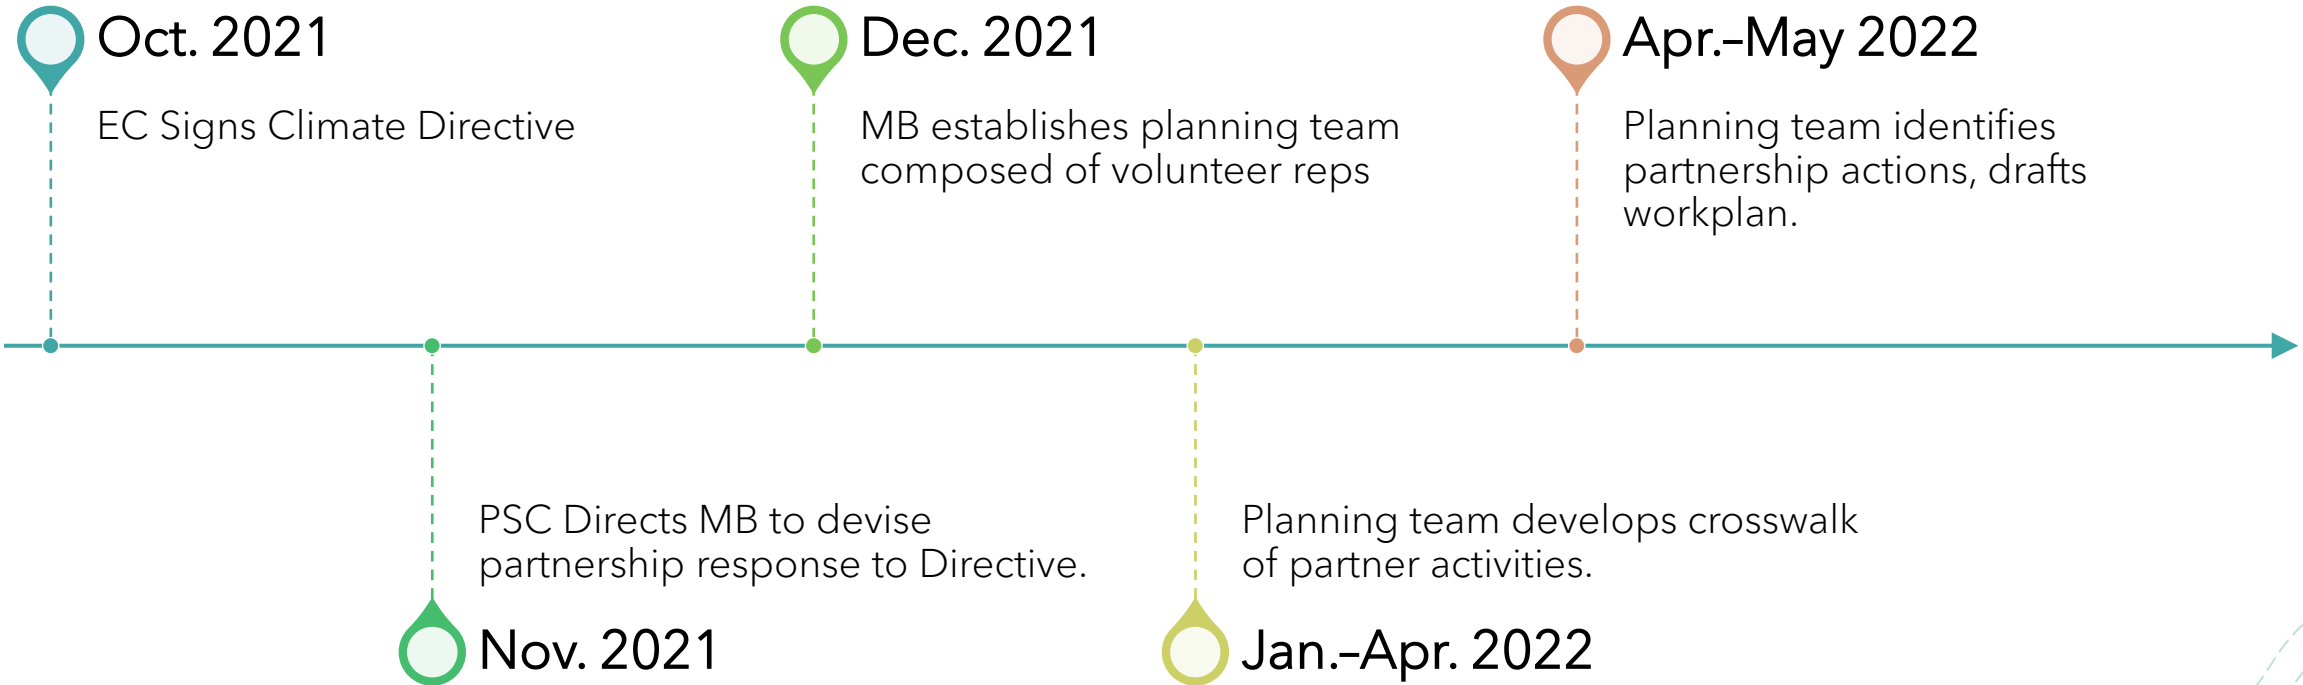 Oct. 2021
EC Signs Climate Directive
Dec. 2021
MB establishes planning team
composed of volunteer reps
Apr.–May 2022
Planning team identifies
partnership actions, drafts
workplan.
PSC Directs MB to devise
partnership response to Directive.
Nov. 2021
Planning team develops crosswalk
of partner activities.
Jan.–Apr. 2022